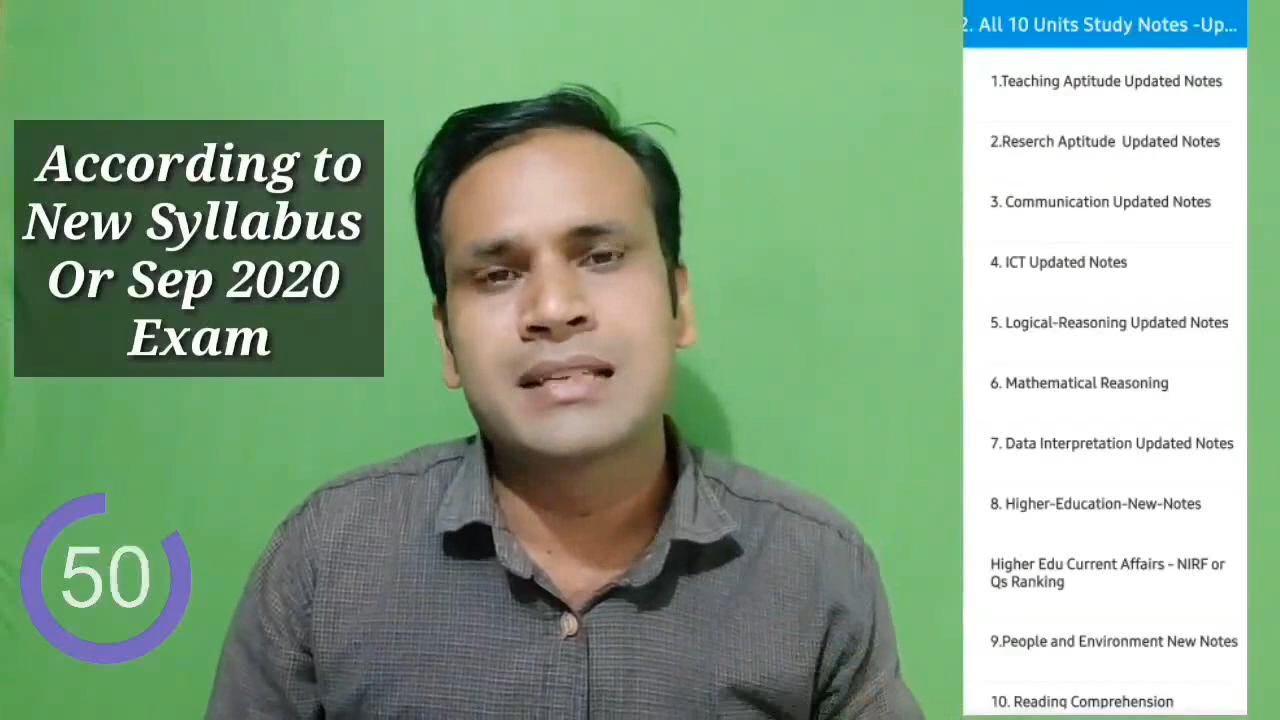 According to
New Syllabus
Or Sep 2020
Exam
50
2. All 10 Units Study Notes -Up...
1.Teaching Aptitude Updated Notes
2.Reserch Aptitude Updated Notes
3. Communication Updated Notes
4. ICT Updated Notes
5. Logical-Reasoning Updated Notes
6. Mathematical Reasoning
7. Data Interpretation Updated Notes
8. Higher-Education-New-Notes
Higher Edu Current Affairs - NIRF or
Qs Ranking
9.People and Environment New Notes
10. Reading Comprehension